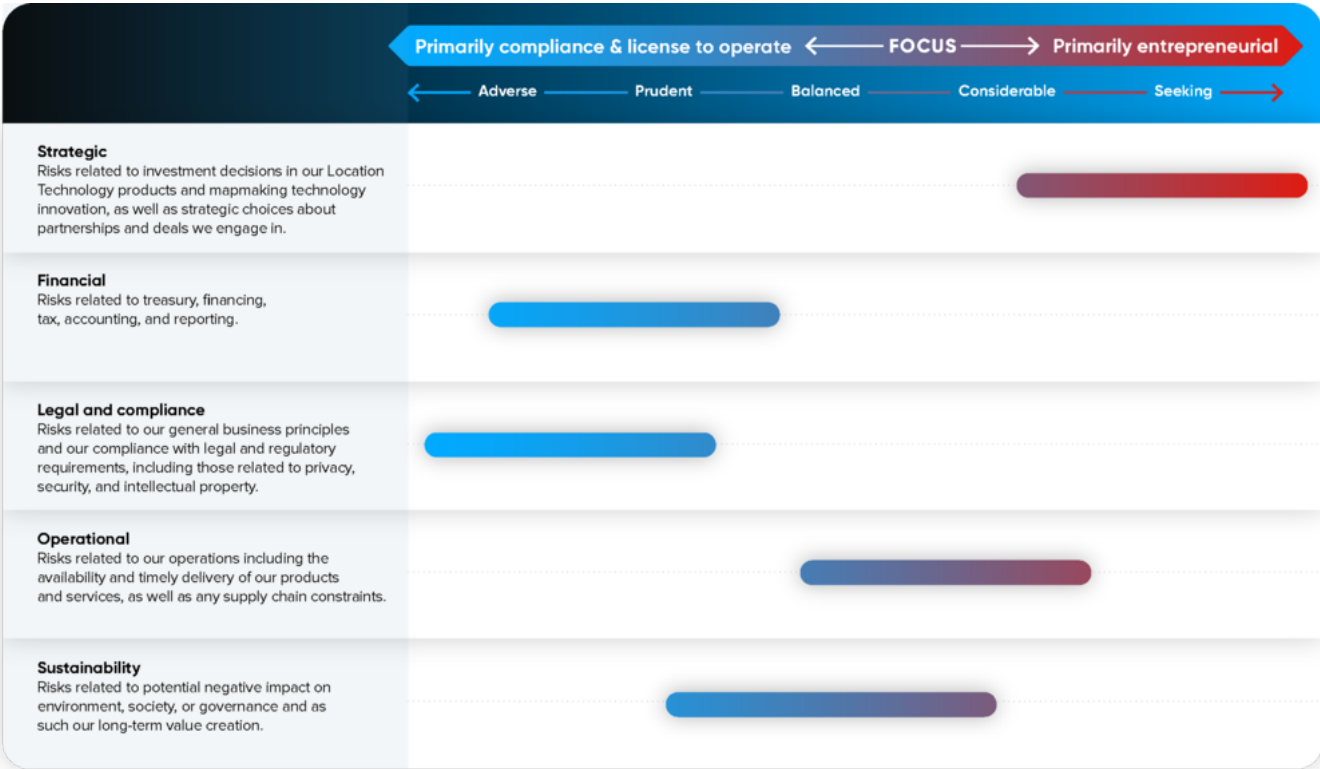 Primarily compliance & license to operate FOCUS Primarily entrepreneurial
Adverse Prudent Balanced Considerable Seeking
Strategic
Risks related to investment decisions in our Location
Technology products and mapmaking technology
innovation, as well as strategic choices about
partnerships and deals we engage in.
Financial
Risks related to treasury, financing,
tax, accounting, and reporting.
Legal and compliance
Risks related to our general business principles
and our compliance with legal and regulatory
requirements, including those related to privacy,
security, and intellectual property.
Operational
Risks related to our operations including the
availability and timely delivery of our products
and services, as well as any supply chain constraints.
Sustainability
Risks related to potential negative impact on
environment, society, or governance and as
such our long-term value creation.